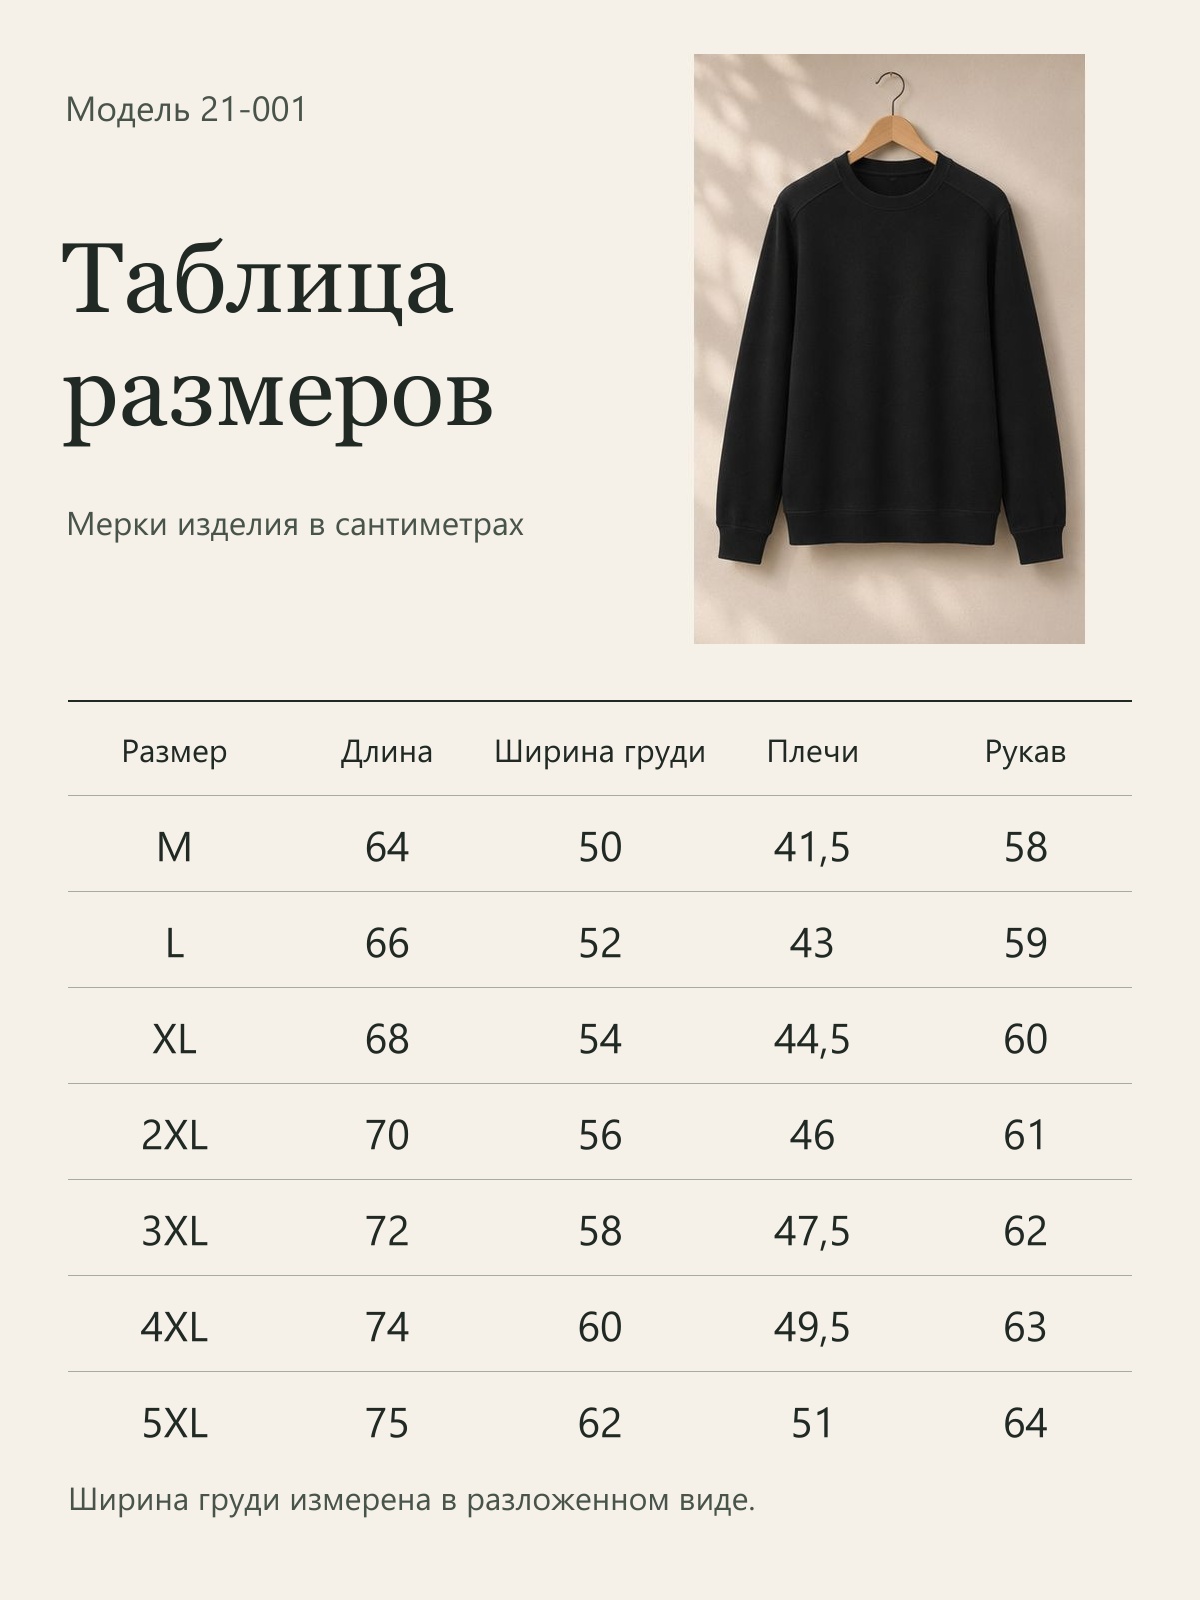 Модель 21-001
Таблица
размеров
Мерки изделия в сантиметрах
Размер Длина Ширина груди Плечи Рукав
M 64 50 41,5 58
L 66 52 43 59
XL 68 54 44,5 60
2XL 70 56 46 61
3XL 72 58 47,5 62
4XL 74 60 49,5 63
5XL 75 62 51 64
Ширина груди измерена в разложенном виде.